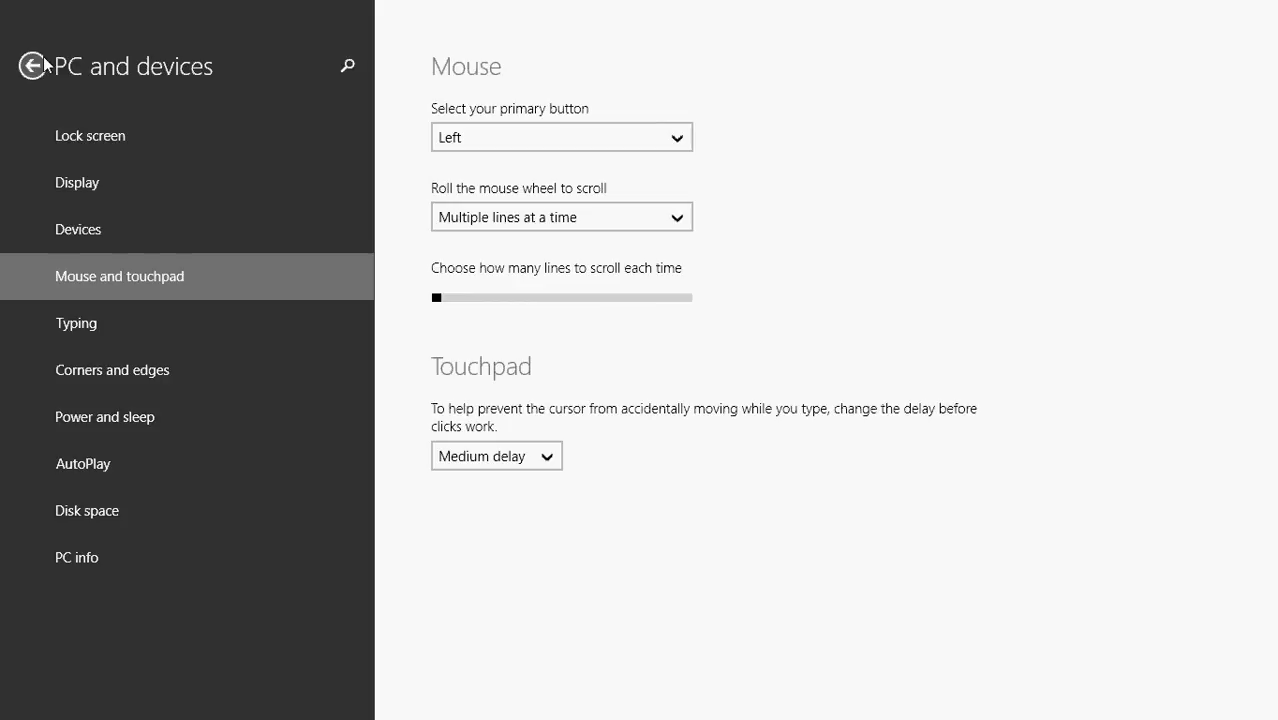 PC and devices
Lock screen
Display
Devices
Mouse and touchpad
Typing
Corners and edges
Power and sleep
AutoPlay
Disk space
PC info
Mouse
Select your primary button
Left
Roll the mouse wheel to scroll
Multiple lines at a time
Choose how many lines to scroll each time
Touchpad
To help prevent the cursor from accidentally moving while you type, change the delay before
clicks work.
Medium delay